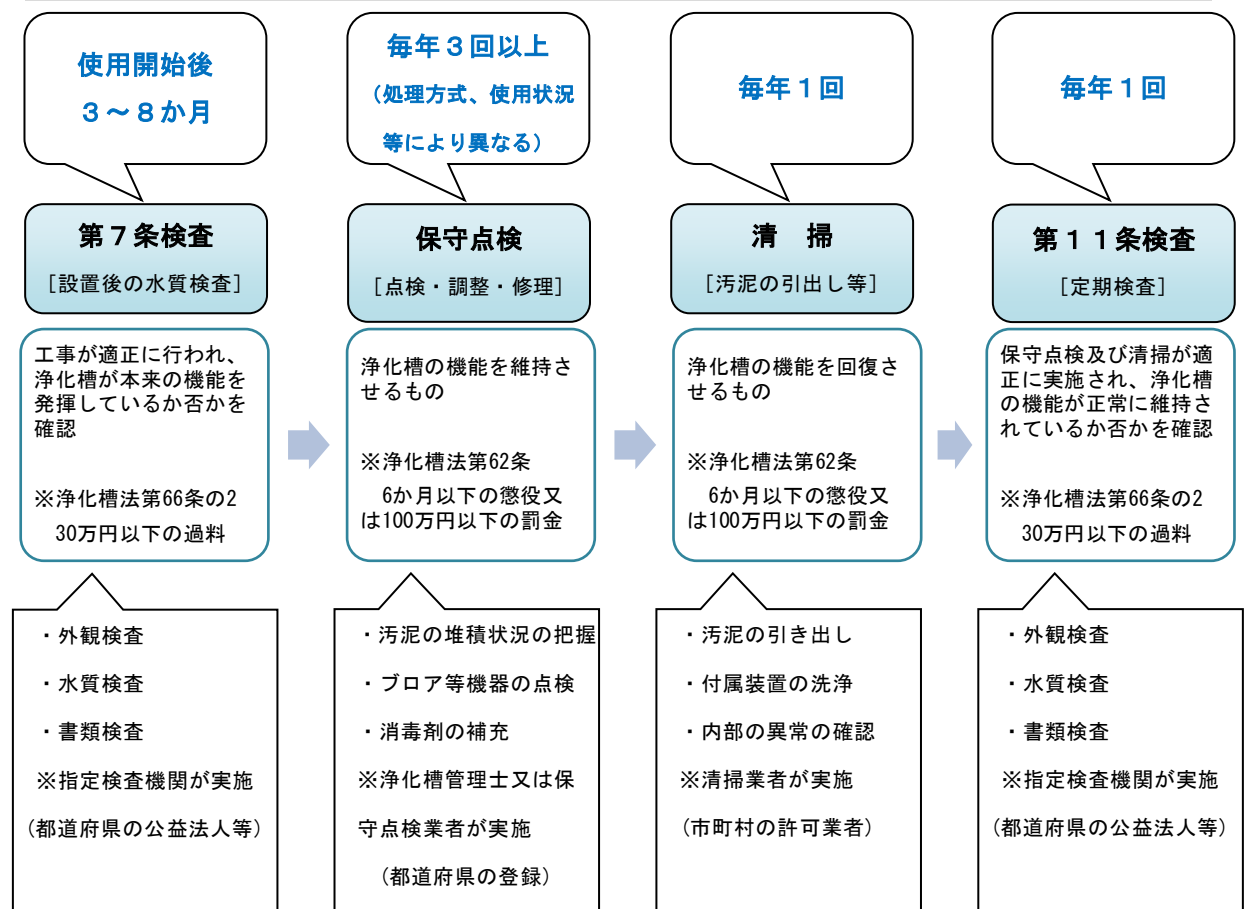 使用開始後
３～８か月
第７条検査
［設置後の水質検査］
工事が適正に行われ、
浄化槽が本来の機能を
発揮しているか否かを
確認
※浄化槽法第66条の2
30万円以下の過料
・外観検査
・水質検査
・書類検査
※指定検査機関が実施
（都道府県の公益法人等）
毎年３回以上
（処理方式、使用状況
等により異なる）
保守点検
［点検・調整・修理］
浄化槽の機能を維持さ
せるもの
※浄化槽法第62条
6か月以下の懲役又
は100万円以下の罰金
・汚泥の堆積状況の把握
・ブロア等機器の点検
・消毒剤の補充
※浄化槽管理士又は保
守点検業者が実施
（都道府県の登録）
毎年１回
清　掃
［汚泥の引出し等］
浄化槽の機能を回復さ
せるもの
※浄化槽法第62条
6か月以下の懲役又
は100万円以下の罰金
・汚泥の引き出し
・付属装置の洗浄
・内部の異常の確認
※清掃業者が実施
（市町村の許可業者）
毎年１回
第１１条検査
［定期検査］
保守点検及び清掃が適
正に実施され、浄化槽
の機能が正常に維持さ
れているか否かを確認
※浄化槽法第66条の2
30万円以下の過料
・外観検査
・水質検査
・書類検査
※指定検査機関が実施
（都道府県の公益法人等）